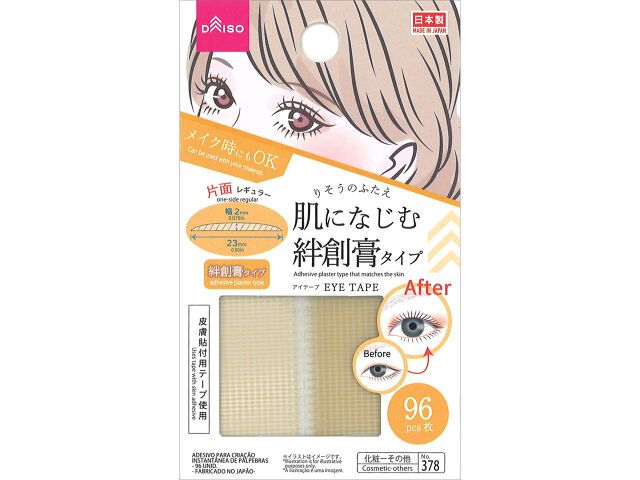 DAISO
日本製
MADE IN JAPAN
メイク時にもOK
Can be used with your makeup.
片面 レギュラー
one-side regular
幅2mm
0.078in
23mm
0.90in
絆創膏タイプ
adhesive plaster type
りそうのふたえ
肌になじむ
絆創膏タイプ
Adhesive plaster type that matches the skin
アイテープ EYE TAPE
After
Before
皮膚貼付用テープ使用
Uses tape with skin adhesive
96
pcs 枚
ADESIVO PARA CRIAÇÃO
INSTANTÂNEA DE PÁLPEBRAS
- 96 UNID.
- FABRICADO NO JAPÃO-
※イラストはイメージです。
*Illustration is for illustrative
purposes only.
*A ilustração é uma imagem.
化粧ーその他
Cosmetic-others
No.
378